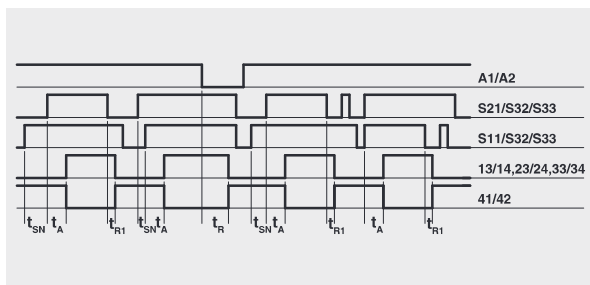 A1/A2
S21/S32/S33
S11/S32/S33
13/14,23/24,33/34
41/42
tSN tA tR1 tSN tA tR tSN tA tR1 tA tR1